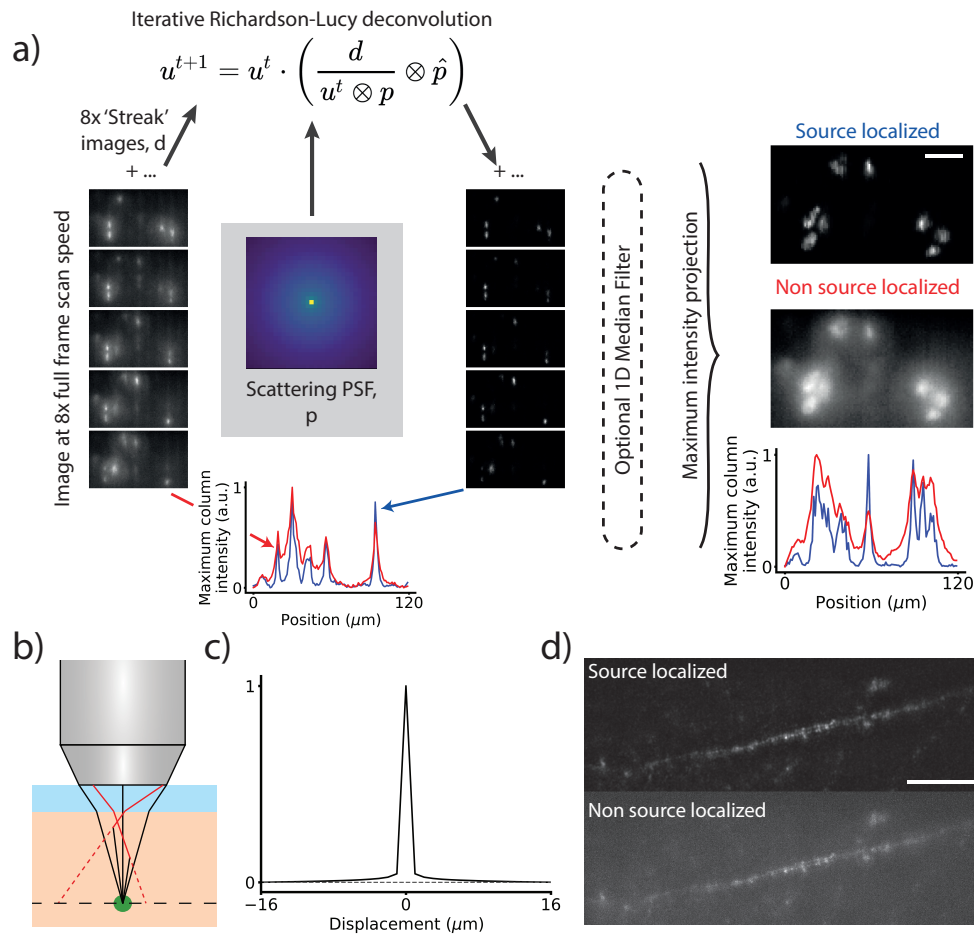 a)
Iterative Richardson-Lucy deconvolution
u^{t+1} = u^t · ( d / (u^t ⊗ p) ⊗ p̂ )
8x 'Streak'
images, d
+ ...
Image at 8x full frame scan speed
Scattering PSF,
p
+ ...
Optional 1D Median Filter
Maximum intensity projection
Source localized
Non source localized
Maximum column
intensity (a.u.)
1
0
0
120
Position (μm)
Maximum column
intensity (a.u.)
1
0
0
120
Position (μm)
b)
c)
1
0
-16
0
16
Displacement (μm)
d)
Source localized
Non source localized